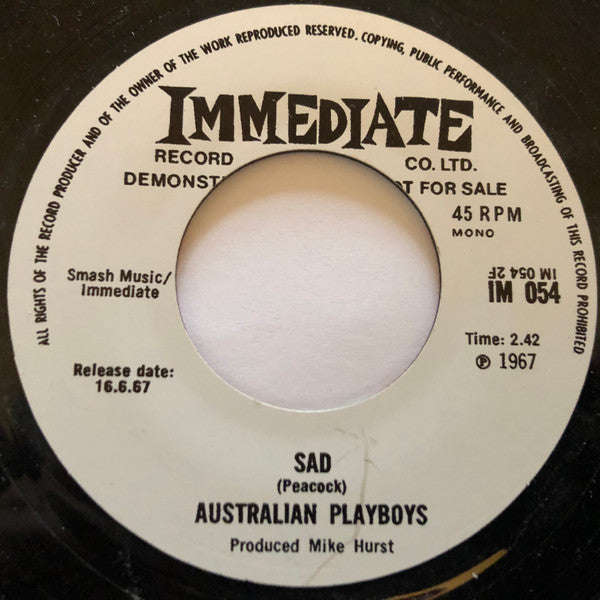 ALL RIGHTS OF THE RECORD PRODUCER AND OF THE OWNER OF THE WORK REPRODUCED RESERVED. COPYING, PUBLIC PERFORMANCE AND BROADCASTING OF THIS RECORD PROHIBITED
IMMEDIATE
RECORD CO. LTD.
FOR SALE
45 RPM
MONO
Smash Music/
Immediate
IM 054 2F
IM 054
Time: 2.42
℗ 1967
Release date:
16.6.67
SAD
(Peacock)
AUSTRALIAN PLAYBOYS
Produced Mike Hurst